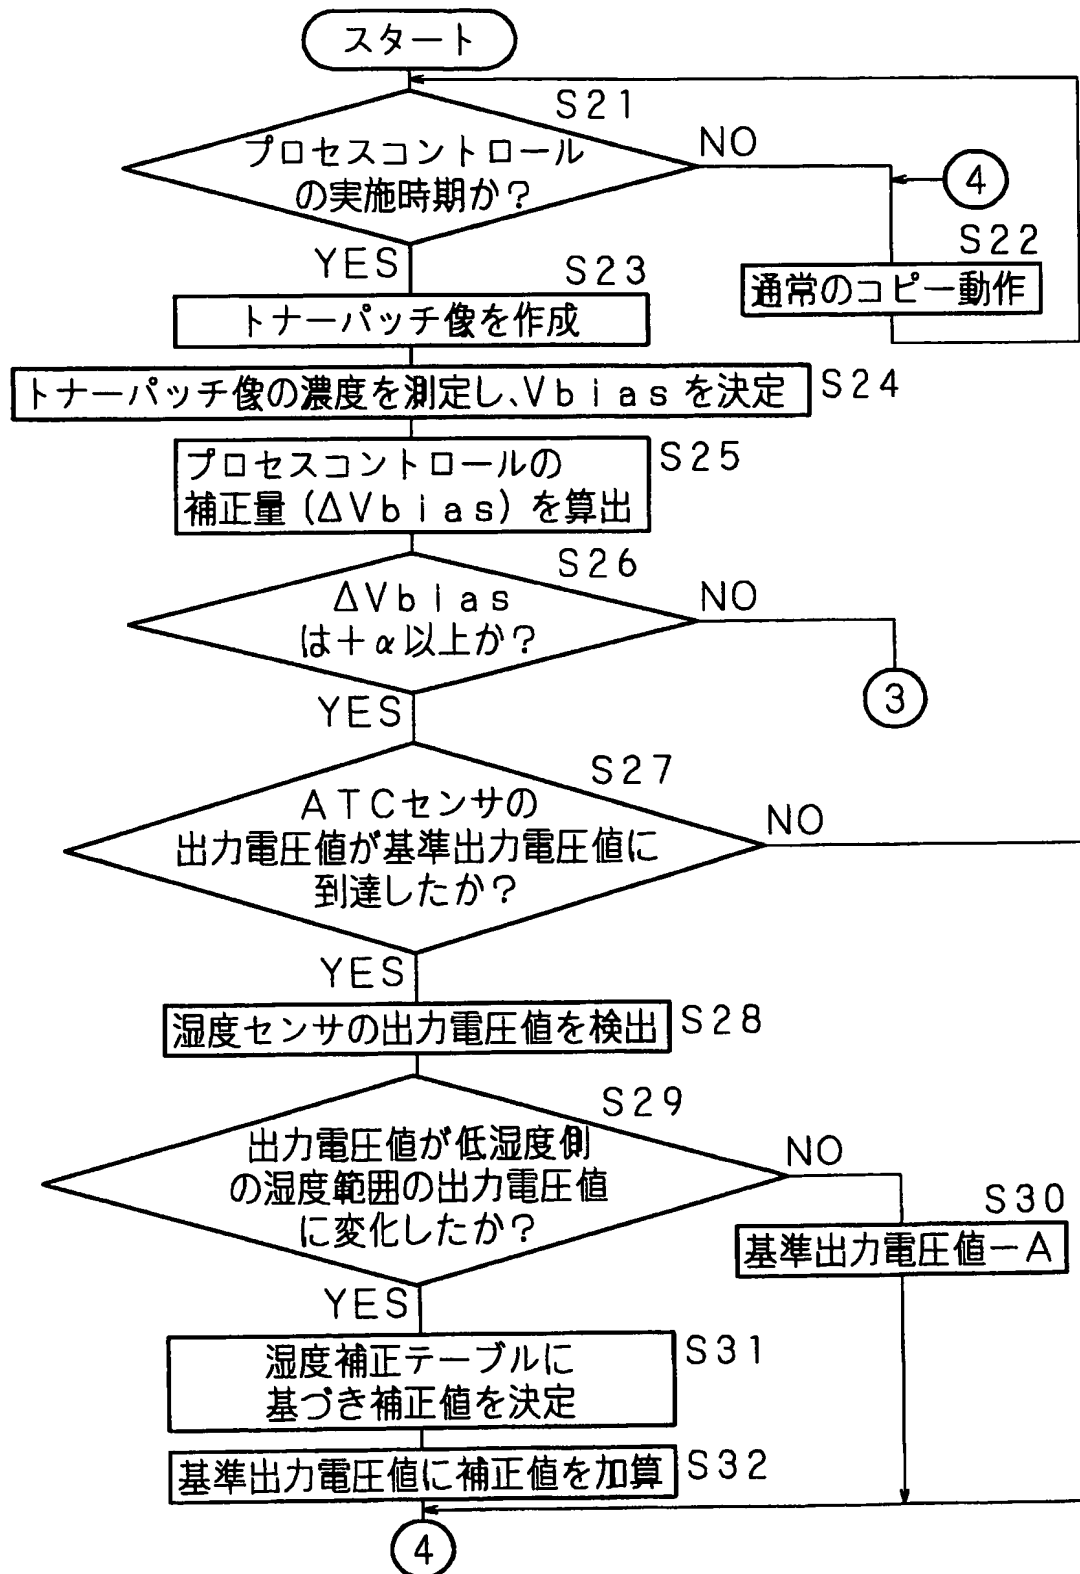 スタート
S21
プロセスコントロール
の実施時期か?
NO
④
YES
S22
通常のコピー動作
S23
トナーパッチ像を作成
トナーパッチ像の濃度を測定し、Vbiasを決定
S24
プロセスコントロールの
補正量(ΔVbias)を算出
S25
S26
ΔVbias
は+α以上か?
NO
③
YES
S27
ATCセンサの
出力電圧値が基準出力電圧値に
到達したか?
NO
YES
湿度センサの出力電圧値を検出
S28
S29
出力電圧値が低湿度側
の湿度範囲の出力電圧値
に変化したか?
NO
S30
基準出力電圧値-A
YES
湿度補正テーブルに
基づき補正値を決定
S31
基準出力電圧値に補正値を加算
S32
④